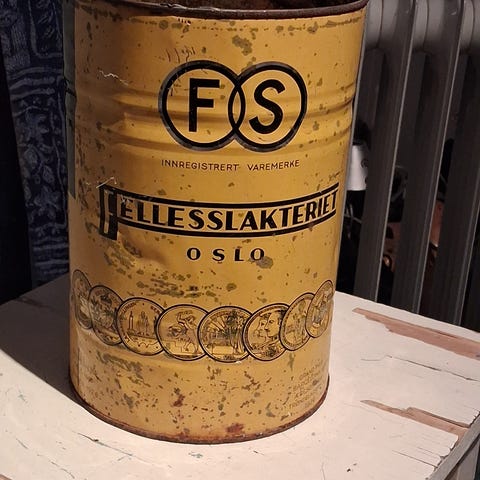 FS
INNREGISTRERT VAREMERKE
FELLESSLAKTERIET
OSLO